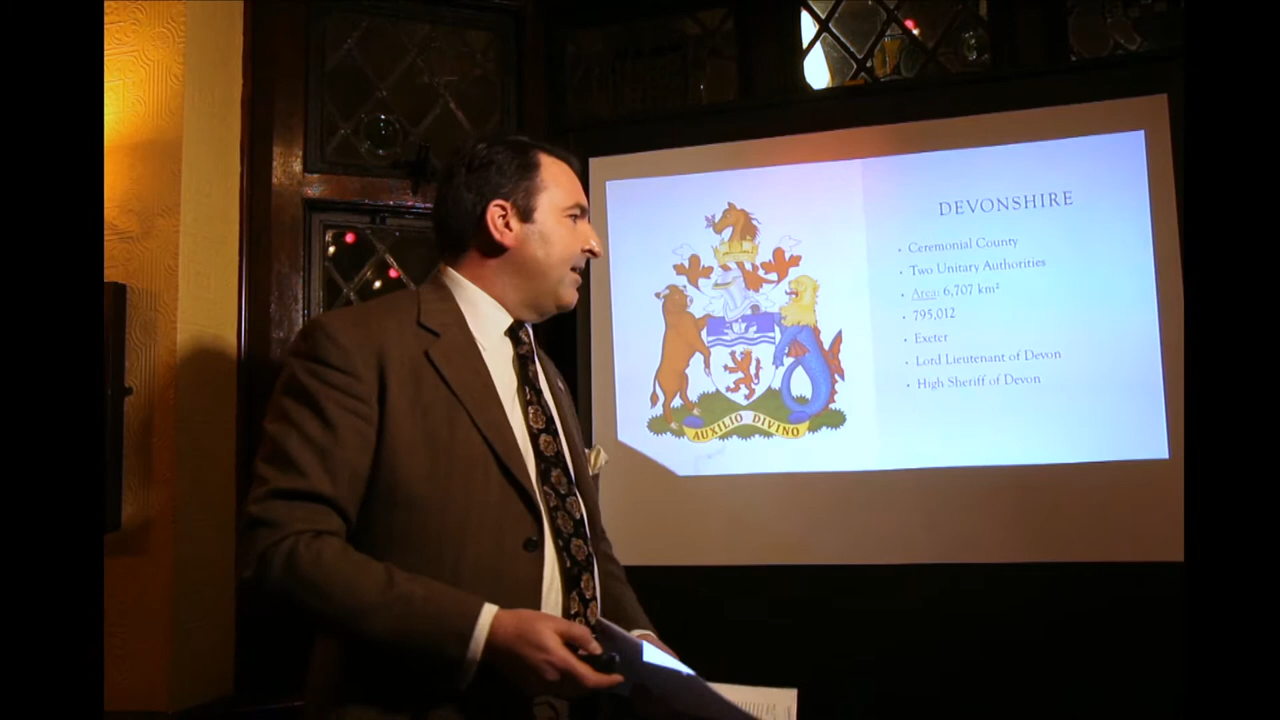 DEVONSHIRE
• Ceremonial County
• Two Unitary Authorities
• Area: 6,707 km²
• 795,012
• Exeter
• Lord Lieutenant of Devon
• High Sheriff of Devon
AUXILIO DIVINO